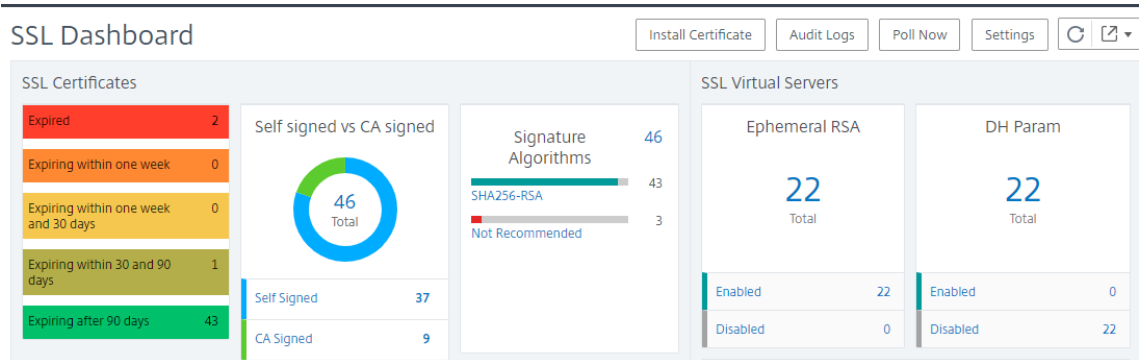 SSL Dashboard
Install Certificate
Audit Logs
Poll Now
Settings
SSL Certificates
Expired 2
Expiring within one week 0
Expiring within one week 0
and 30 days
Expiring within 30 and 90 1
days
Expiring after 90 days 43
Self signed vs CA signed
46
Total
Self Signed 37
CA Signed 9
Signature 46
Algorithms
43
SHA256-RSA
3
Not Recommended
SSL Virtual Servers
Ephemeral RSA
22
Total
Enabled 22
Disabled 0
DH Param
22
Total
Enabled 0
Disabled 22